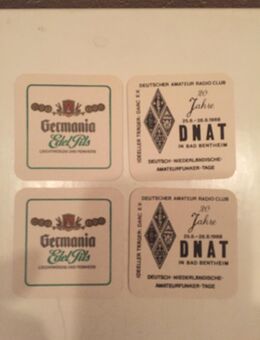 Germania
Edel Pils
DEUTSCHER AMATEUR RADIO CLUB
IDEELLER TRÄGER: DARC E.V.
20
Jahre
DNAT
IN BAD BENTHEIM
DEUTSCH-NIEDERLÄNDISCHE-
AMATEURFUNKER-TAGE
Germania
Edel Pils
DEUTSCHER AMATEUR RADIO CLUB
IDEELLER TRÄGER: DARC E.V.
20
Jahre
DNAT
IN BAD BENTHEIM
DEUTSCH-NIEDERLÄNDISCHE-
AMATEURFUNKER-TAGE